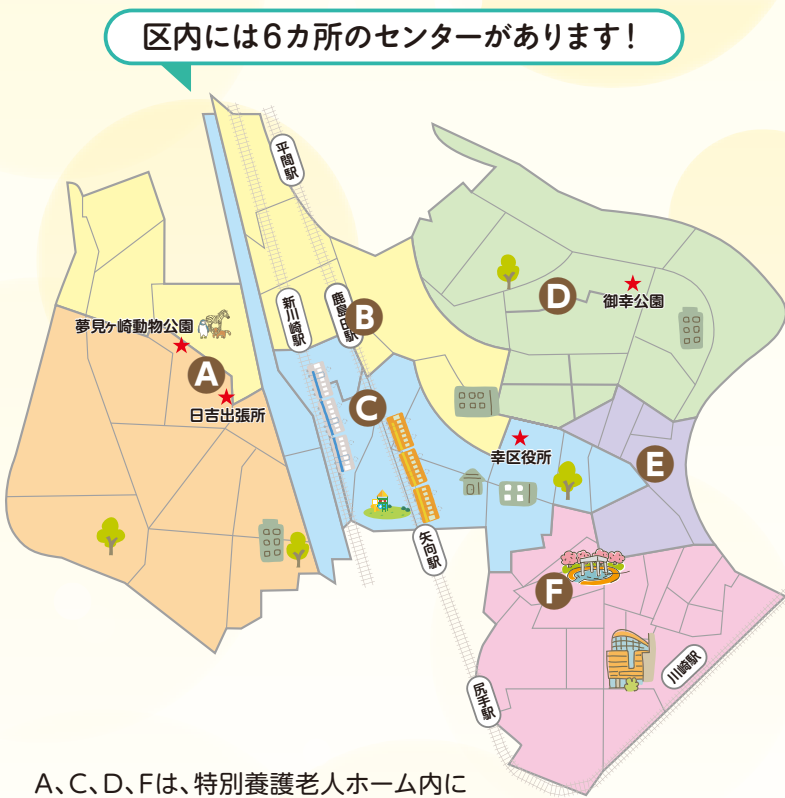 区内には6カ所のセンターがあります！
平間駅
新川崎駅
鹿島田駅
B
D
御幸公園
夢見ヶ崎動物公園
A
日吉出張所
C
幸区役所
E
矢向駅
F
川崎駅
尻手駅
A、C、D、Fは、特別養護老人ホーム内に